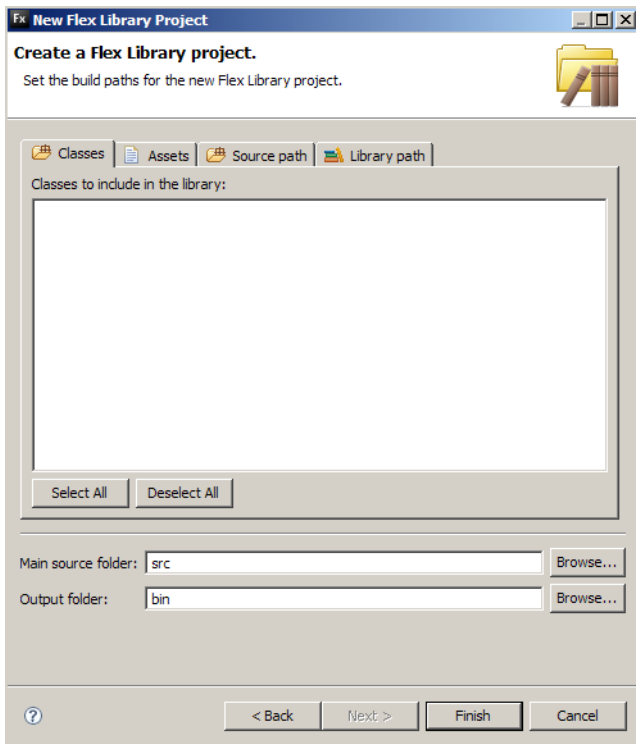 Fx New Flex Library Project
Create a Flex Library project.
Set the build paths for the new Flex Library project.
Classes Assets Source path Library path
Classes to include in the library:
Select All Deselect All
Main source folder: src Browse...
Output folder: bin Browse...
? < Back Next > Finish Cancel